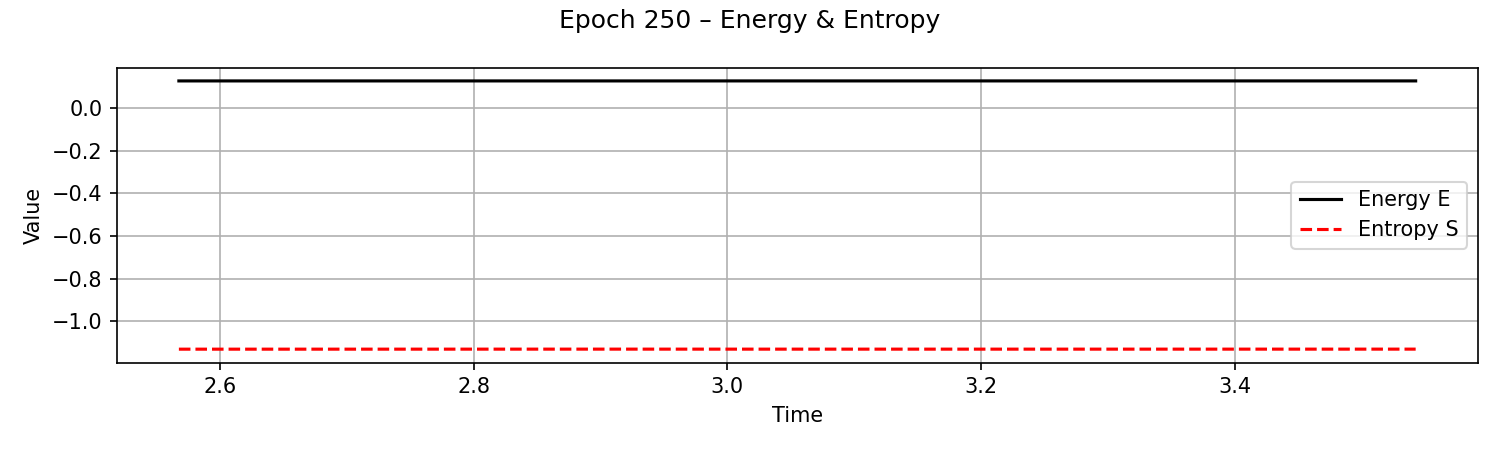 Epoch 250 – Energy & Entropy
Value
0.0
−0.2
−0.4
−0.6
−0.8
−1.0
Energy E
Entropy S
2.6 2.8 3.0 3.2 3.4
Time